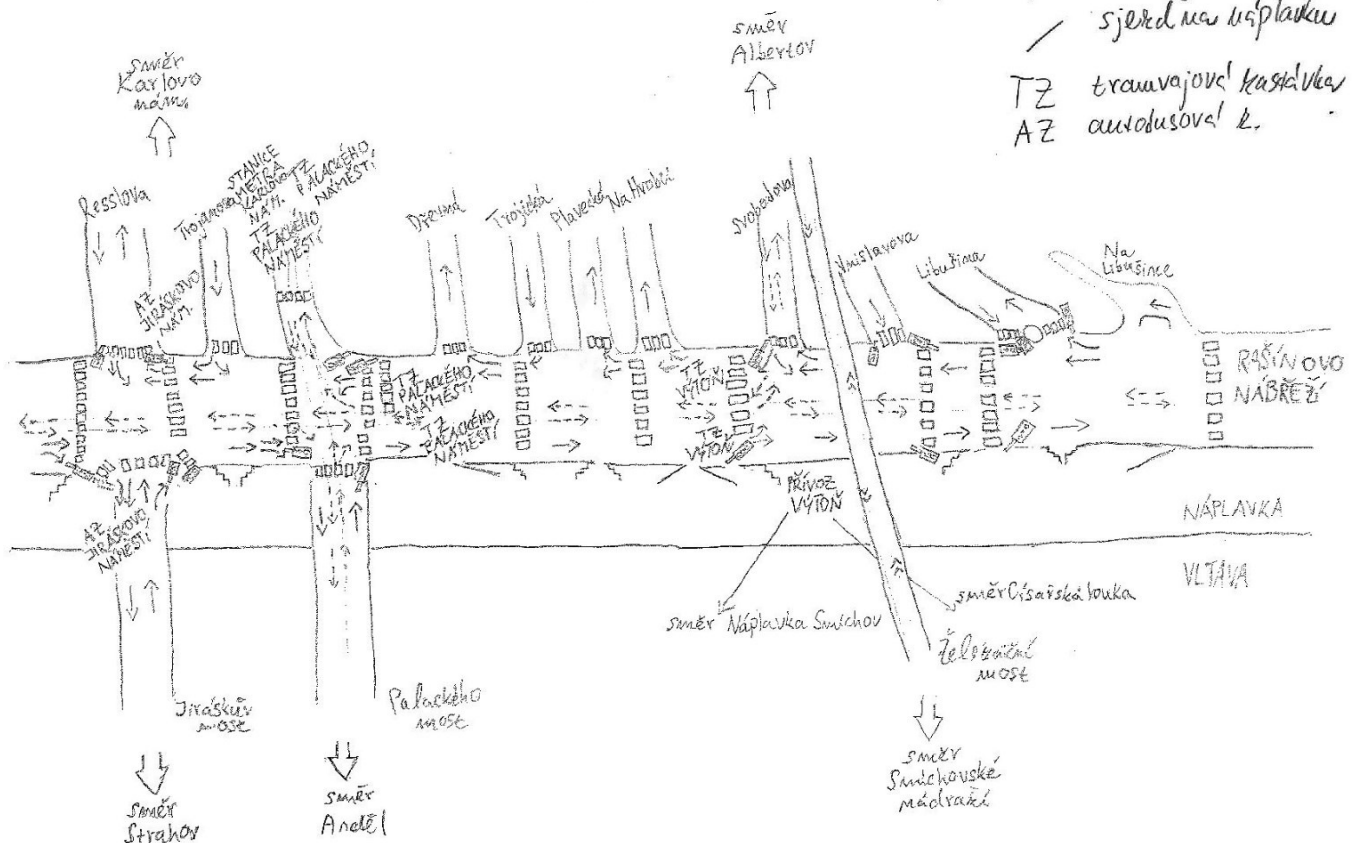 sjezd na náplavku
TZ tramvajová zastávka
AZ autobusová z.
směr
Albertov
směr
Karlovo
nám.
Resslova
Trojanova
STANICE
METRA
KARLOVO
NÁM.
TZ
PALACKÉHO
NÁMĚSTÍ
TZ
PALACKÉHO
NÁMĚSTÍ
Dřevná
Trojická
Plavecká
Na Hrobci
Svobodova
Vnislavova
Libušina
Na
Libušince
AZ
JIRÁSKOVO
NÁM.
TZ
PALACKÉHO
NÁMĚSTÍ
TZ
PALACKÉHO
NÁMĚSTÍ
TZ
VÝTOŇ
TZ
VÝTOŇ
RAŠÍNOVO
NÁBŘEŽÍ
AZ
JIRÁSKOVO
NÁMĚSTÍ
PŘÍVOZ
VÝTOŇ
NÁPLAVKA
VLTAVA
směr Náplavka Smíchov
směr Císařská louka
Železniční
most
Jiráskův
most
Palackého
most
směr
Strahov
směr
Anděl
směr
Smíchovské
nádraží